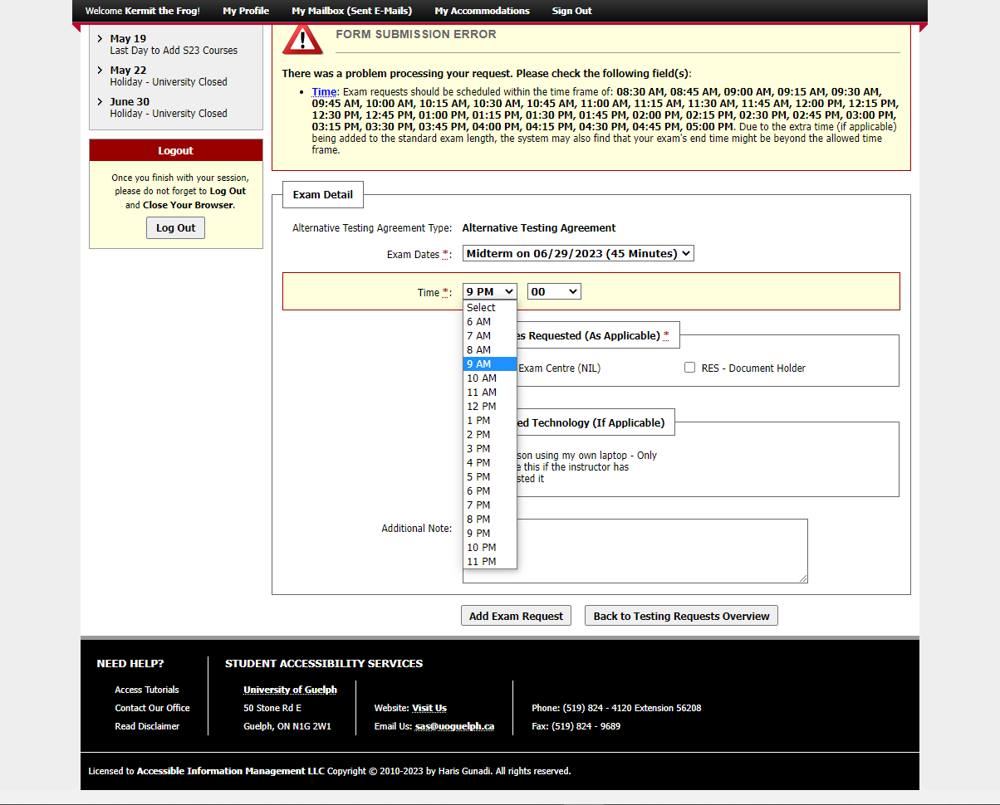 Welcome Kermit the Frog! My Profile My Mailbox (Sent E-Mails) My Accommodations Sign Out
May 19
Last Day to Add S23 Courses
May 22
Holiday - University Closed
June 30
Holiday - University Closed
Logout
Once you finish with your session,
please do not forget to Log Out
and Close Your Browser.
Log Out
FORM SUBMISSION ERROR
There was a problem processing your request. Please check the following field(s):
• Time: Exam requests should be scheduled within the time frame of: 08:30 AM, 08:45 AM, 09:00 AM, 09:15 AM, 09:30 AM,
09:45 AM, 10:00 AM, 10:15 AM, 10:30 AM, 10:45 AM, 11:00 AM, 11:15 AM, 11:30 AM, 11:45 AM, 12:00 PM, 12:15 PM,
12:30 PM, 12:45 PM, 01:00 PM, 01:15 PM, 01:30 PM, 01:45 PM, 02:00 PM, 02:15 PM, 02:30 PM, 02:45 PM, 03:00 PM,
03:15 PM, 03:30 PM, 03:45 PM, 04:00 PM, 04:15 PM, 04:30 PM, 04:45 PM, 05:00 PM. Due to the extra time (if applicable)
being added to the standard exam length, the system may also find that your exam's end time might be beyond the allowed time
frame.
Exam Detail
Alternative Testing Agreement Type: Alternative Testing Agreement
Exam Dates *: Midterm on 06/29/2023 (45 Minutes)
Time *: 9 PM 00
Select
6 AM
7 AM
8 AM
9 AM
10 AM
11 AM
12 PM
1 PM
2 PM
3 PM
4 PM
5 PM
6 PM
7 PM
8 PM
9 PM
10 PM
11 PM
es Requested (As Applicable) *
Exam Centre (NIL) RES - Document Holder
ed Technology (If Applicable)
son using my own laptop - Only
e this if the instructor has
sted it
Additional Note:
Add Exam Request Back to Testing Requests Overview
NEED HELP?
Access Tutorials
Contact Our Office
Read Disclaimer
STUDENT ACCESSIBILITY SERVICES
University of Guelph
50 Stone Rd E
Guelph, ON N1G 2W1
Website: Visit Us
Email Us: sas@uoguelph.ca
Phone: (519) 824 - 4120 Extension 56208
Fax: (519) 824 - 9689
Licensed to Accessible Information Management LLC Copyright © 2010-2023 by Haris Gunadi. All rights reserved.